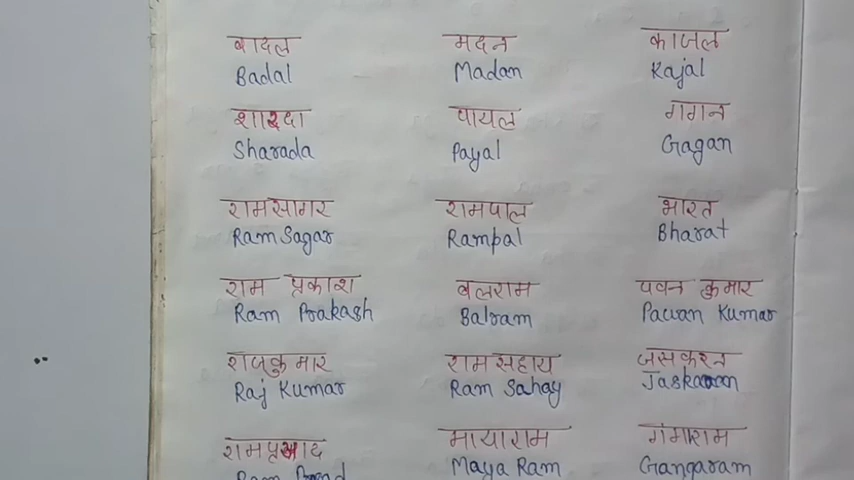 बादल मदन काजल
Badal Madan Kajal
शारदा पायल गगन
Sharada Payal Gagan
रामसागर रामपाल भारत
Ram Sagar Rampal Bharat
राम प्रकाश बलराम पवन कुमार
Ram Prakash Balram Pawan Kumar
राजकुमार रामसहाय जसकरन
Raj Kumar Ram Sahay Jaskaran
रामप्रसाद मायाराम गंगाराम
Ram Maya Ram Gangaram